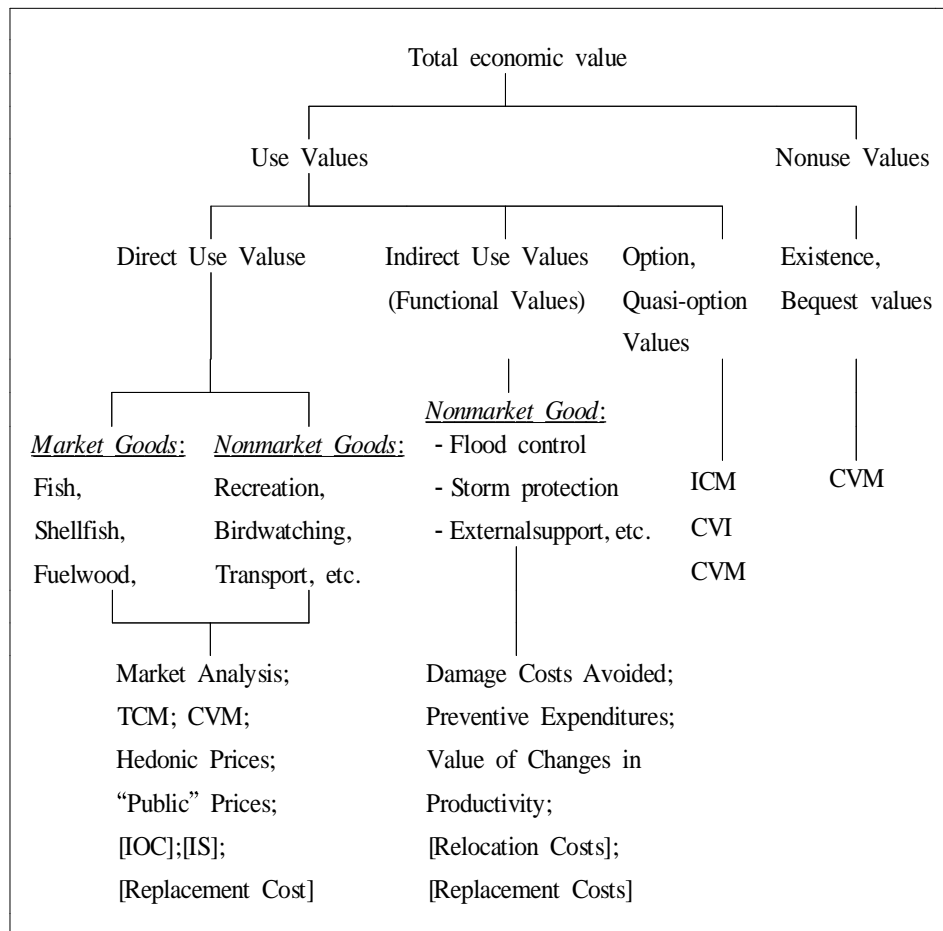 Total economic value
Use Values
Nonuse Values
Direct Use Valuse
Indirect Use Values
(Functional Values)
Option,
Quasi-option
Values
Existence,
Bequest values
Market Goods:
Fish,
Shellfish,
Fuelwood,
Nonmarket Goods:
Recreation,
Birdwatching,
Transport, etc.
Nonmarket Good:
- Flood control
- Storm protection
- Externalsupport, etc.
ICM
CVI
CVM
CVM
Market Analysis;
TCM; CVM;
Hedonic Prices;
“Public” Prices;
[IOC];[IS];
[Replacement Cost]
Damage Costs Avoided;
Preventive Expenditures;
Value of Changes in
Productivity;
[Relocation Costs];
[Replacement Costs]